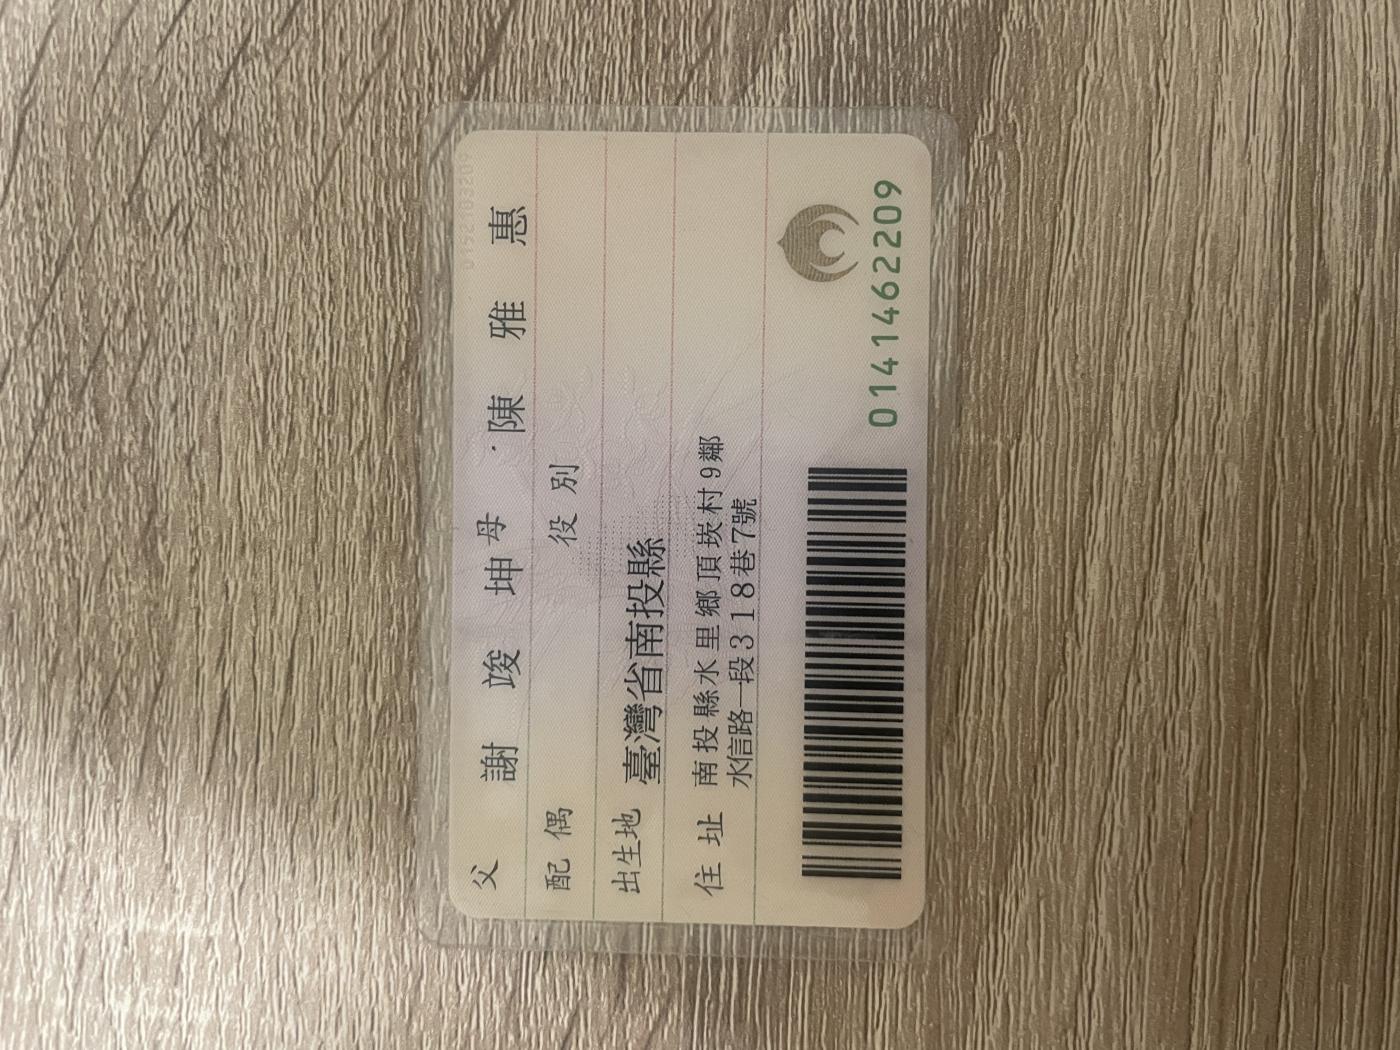 父 謝竣坤 母 陳雅惠
配偶 役別
出生地 臺灣省南投縣
住址 南投縣水里鄉頂崁村9鄰
水信路一段318巷7號
0141462209